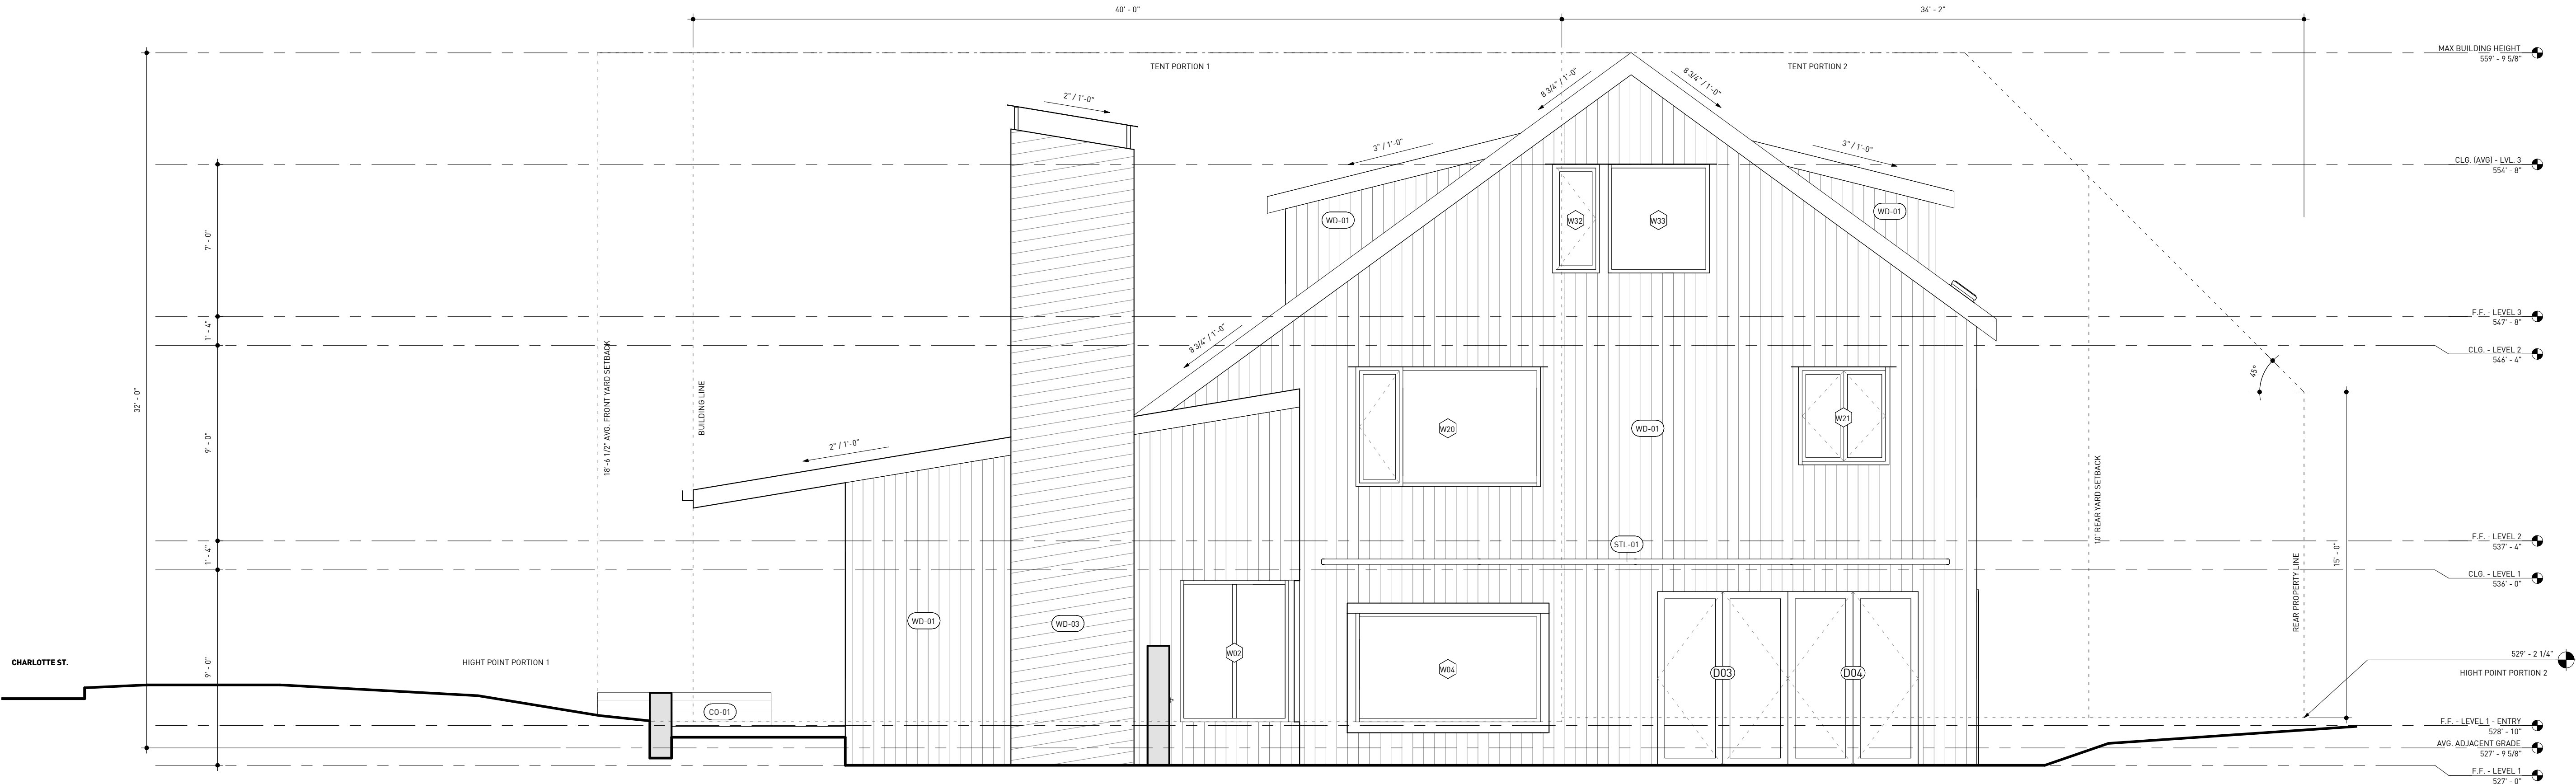 40' - 0"
34' - 2"
MAX BUILDING HEIGHT
559' - 9 5/8"
TENT PORTION 1
TENT PORTION 2
8 3/4" / 1'-0"
8 3/4" / 1'-0"
2" / 1'-0"
3" / 1'-0"
3" / 1'-0"
CLG. (AVG) - LVL. 3
554' - 8"
WD-01
W32
W33
WD-01
7' - 0"
F.F. - LEVEL 3
547' - 8"
1' - 4"
8 3/4" / 1'-0"
CLG. - LEVEL 2
546' - 4"
45°
32' - 0"
18'-6 1/2" AVG. FRONT YARD SETBACK
BUILDING LINE
9' - 0"
2" / 1'-0"
W20
WD-01
W21
10' REAR YARD SETBACK
F.F. - LEVEL 2
537' - 4"
1' - 4"
STL-01
15' - 0"
CLG. - LEVEL 1
536' - 0"
REAR PROPERTY LINE
WD-01
WD-03
W02
W04
D03
D04
529' - 2 1/4"
HIGHT POINT PORTION 2
CHARLOTTE ST.
HIGHT POINT PORTION 1
9' - 0"
CO-01
F.F. - LEVEL 1 - ENTRY
528' - 10"
AVG. ADJACENT GRADE
527' - 9 5/8"
F.F. - LEVEL 1
527' - 0"